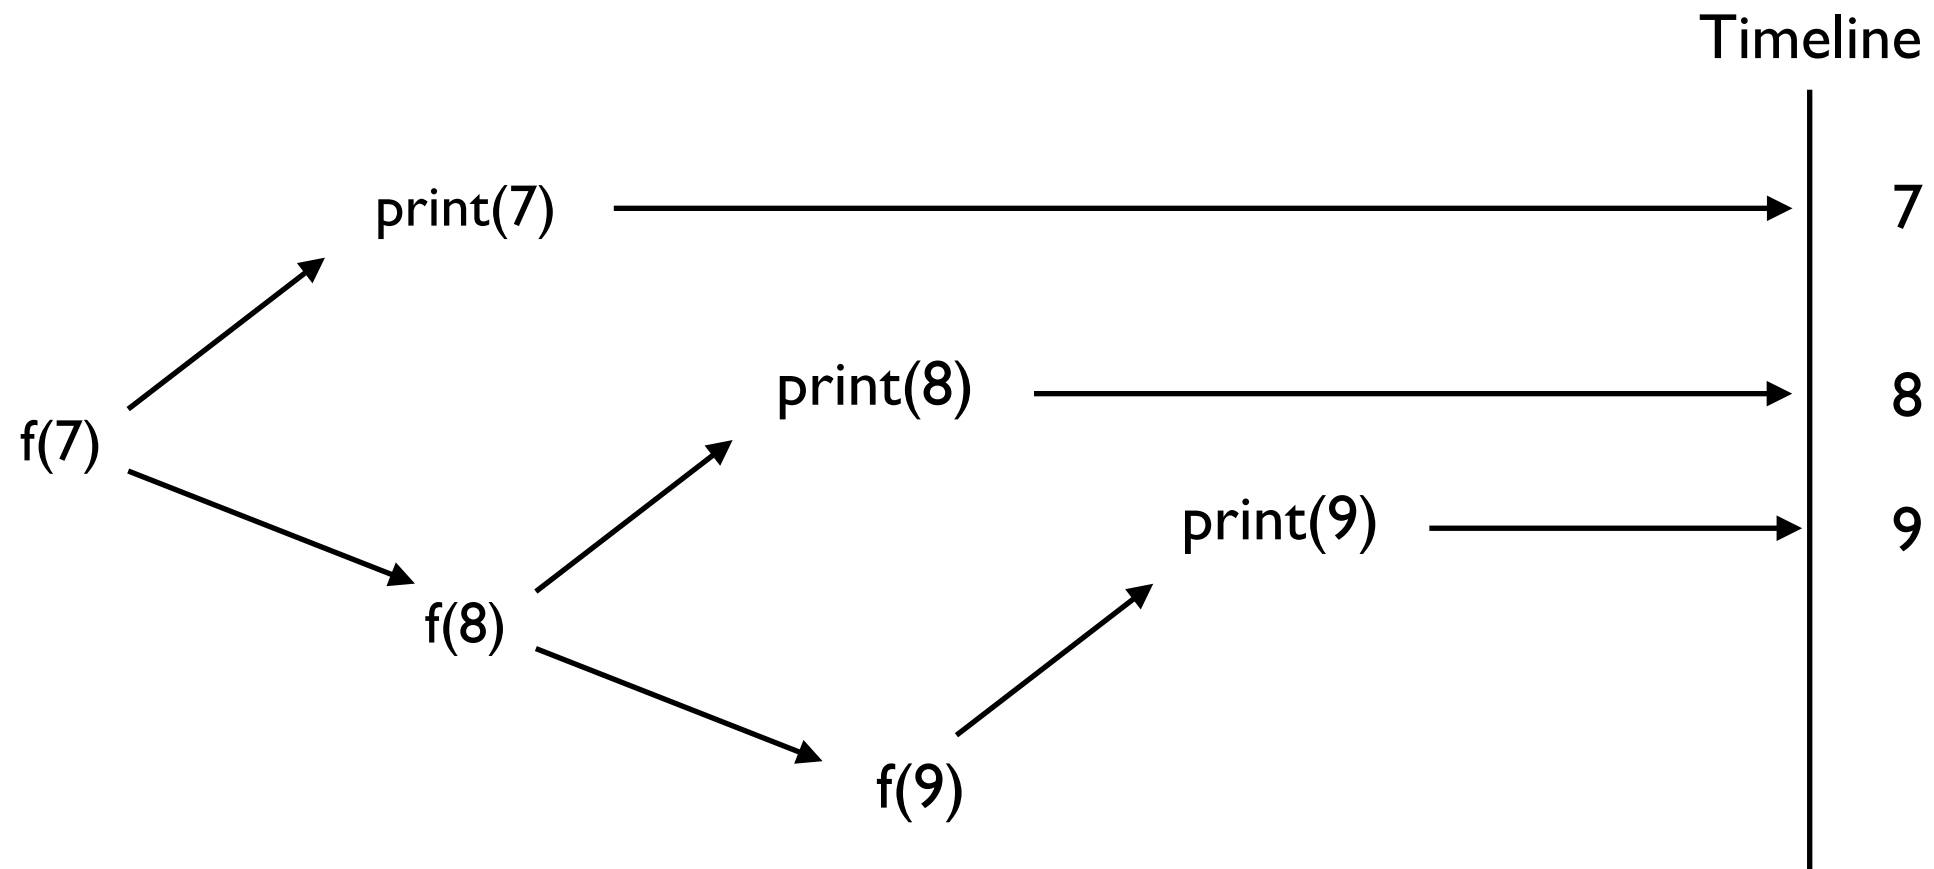 Timeline
print(7)
7
print(8)
8
f(7)
print(9)
9
f(8)
f(9)